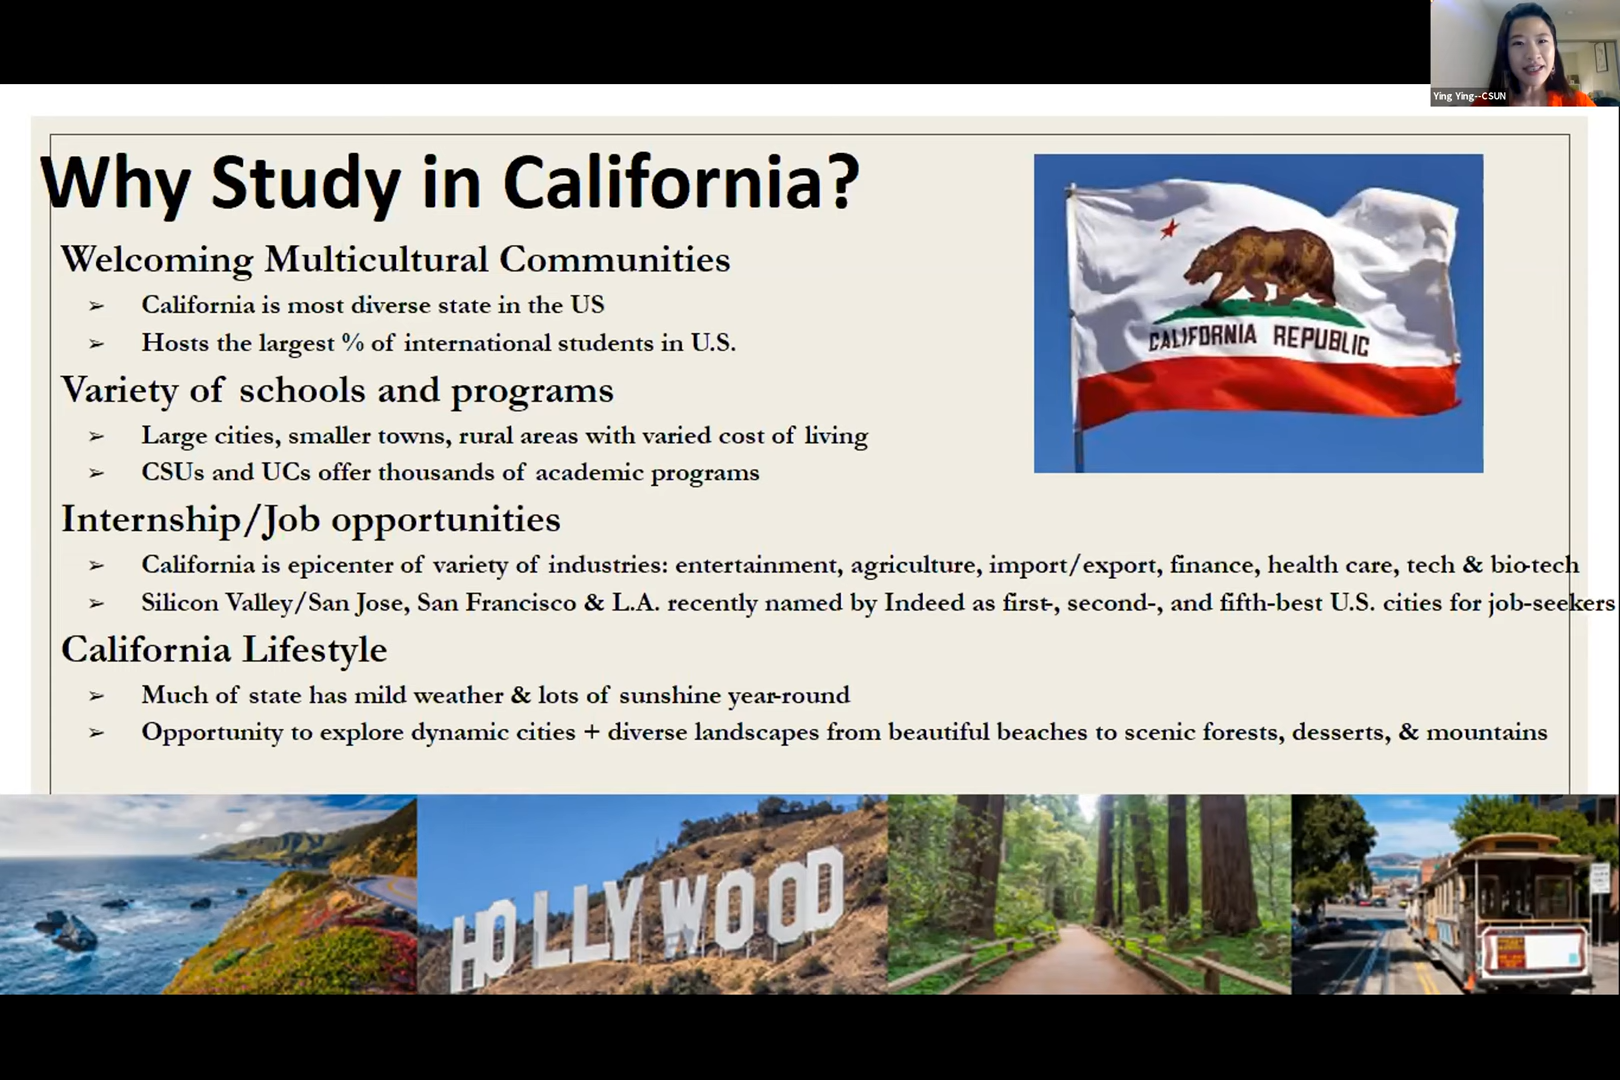 Ying Ying--CSUN
Why Study in California?
Welcoming Multicultural Communities
➢ California is most diverse state in the US
➢ Hosts the largest % of international students in U.S.
Variety of schools and programs
➢ Large cities, smaller towns, rural areas with varied cost of living
➢ CSUs and UCs offer thousands of academic programs
Internship/Job opportunities
➢ California is epicenter of variety of industries: entertainment, agriculture, import/export, finance, health care, tech & bio-tech
➢ Silicon Valley/San Jose, San Francisco & L.A. recently named by Indeed as first-, second-, and fifth-best U.S. cities for job-seekers
California Lifestyle
➢ Much of state has mild weather & lots of sunshine year-round
➢ Opportunity to explore dynamic cities + diverse landscapes from beautiful beaches to scenic forests, desserts, & mountains
CALIFORNIA REPUBLIC
HOLLYWOOD